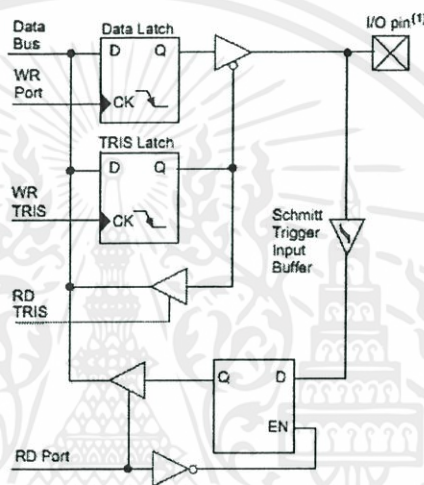 Data
Bus
Data Latch
I/O pin(1)
D
Q
WR
Port
CK
TRIS Latch
D
Q
WR
TRIS
CK
Schmitt
Trigger
Input
Buffer
RD
TRIS
Q
D
EN
RD Port